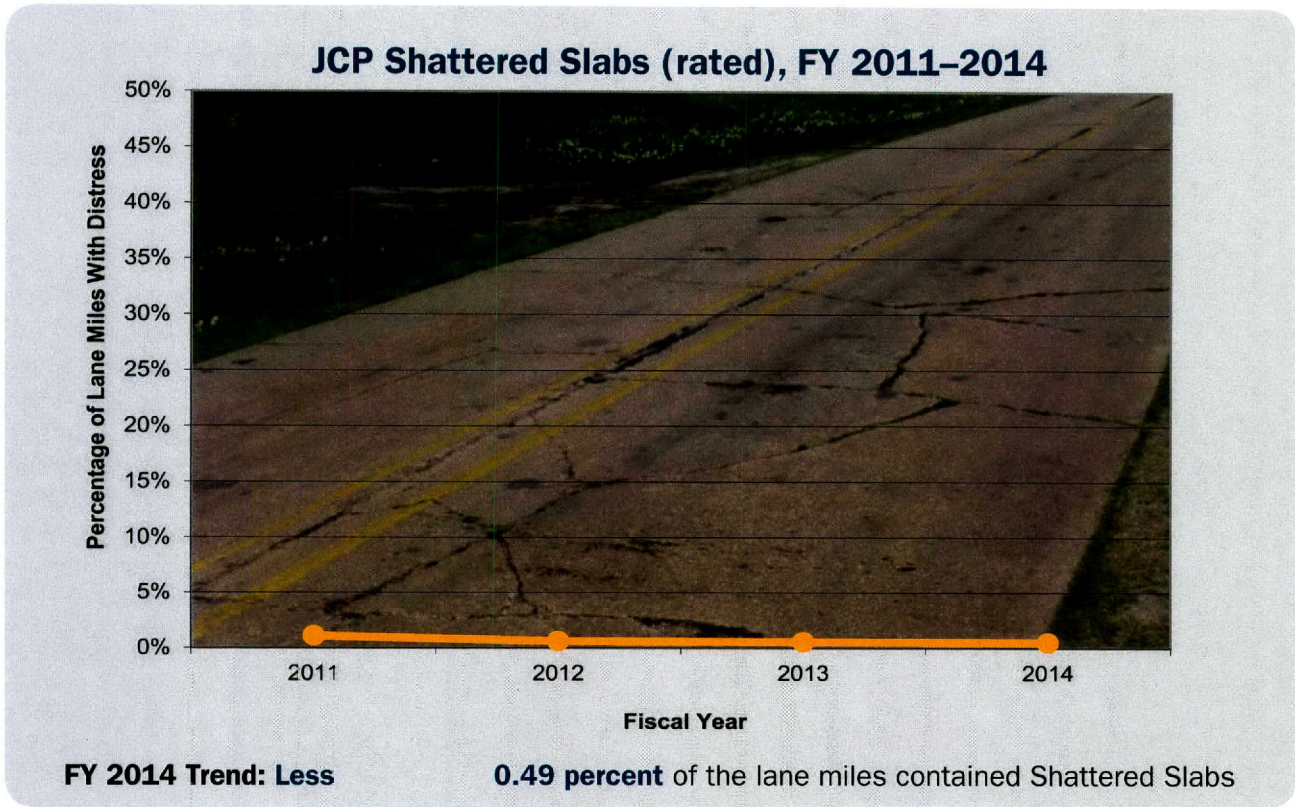 JCP Shattered Slabs (rated), FY 2011–2014
50%
45%
40%
35%
30%
25%
20%
15%
10%
5%
0%
Percentage of Lane Miles With Distress
2011 2012 2013 2014
Fiscal Year
FY 2014 Trend: Less 0.49 percent of the lane miles contained Shattered Slabs